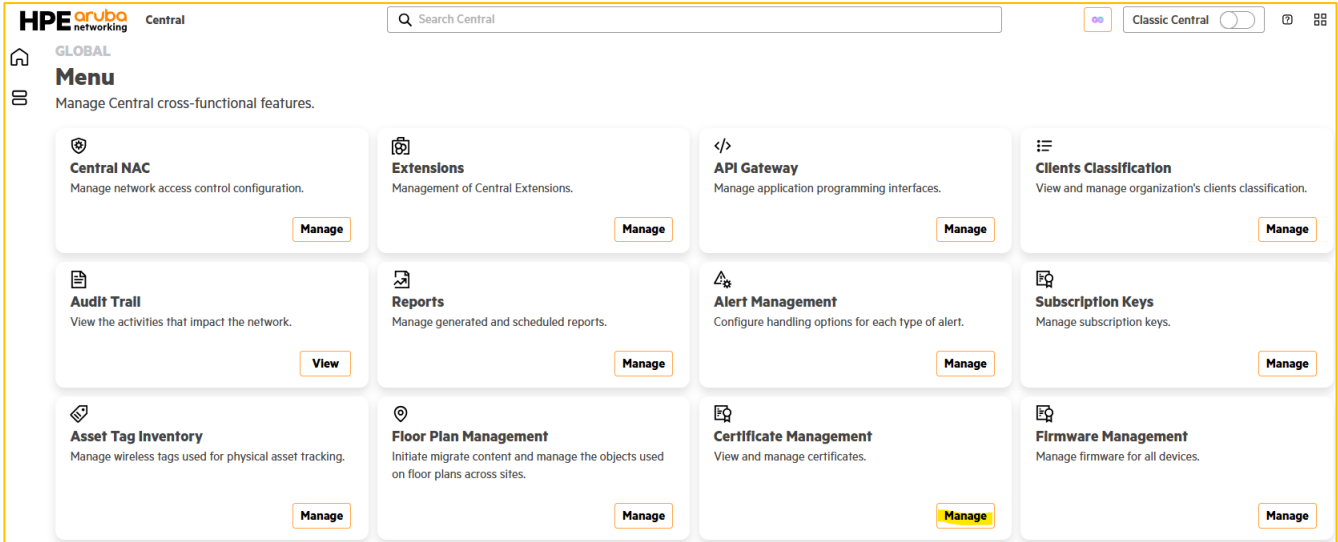 HPE aruba networking Central
Search Central
Classic Central
GLOBAL
Menu
Manage Central cross-functional features.
Central NAC
Manage network access control configuration.
Manage
Extensions
Management of Central Extensions.
Manage
API Gateway
Manage application programming interfaces.
Manage
Clients Classification
View and manage organization's clients classification.
Manage
Audit Trail
View the activities that impact the network.
View
Reports
Manage generated and scheduled reports.
Manage
Alert Management
Configure handling options for each type of alert.
Manage
Subscription Keys
Manage subscription keys.
Manage
Asset Tag Inventory
Manage wireless tags used for physical asset tracking.
Manage
Floor Plan Management
Initiate migrate content and manage the objects used
on floor plans across sites.
Manage
Certificate Management
View and manage certificates.
Manage
Firmware Management
Manage firmware for all devices.
Manage